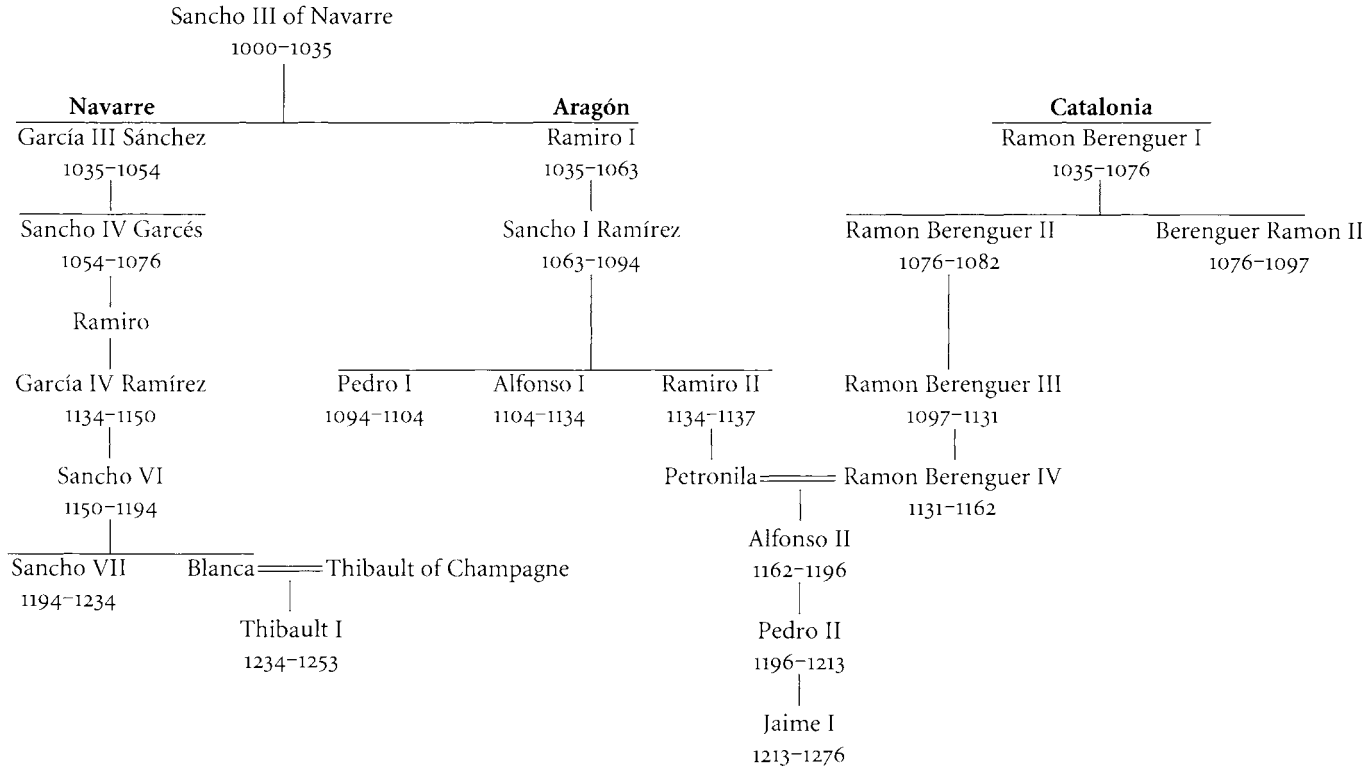 Sancho III of Navarre
1000–1035
Navarre
Aragón
Catalonia
García III Sánchez
Ramiro I
Ramon Berenguer I
1035–1054
1035–1063
1035–1076
Sancho IV Garcés
Sancho I Ramírez
Ramon Berenguer II
Berenguer Ramon II
1054–1076
1063–1094
1076–1082
1076–1097
Ramiro
García IV Ramírez
Pedro I
Alfonso I
Ramiro II
Ramon Berenguer III
1134–1150
1094–1104
1104–1134
1134–1137
1097–1131
Sancho VI
Petronila
Ramon Berenguer IV
1150–1194
1131–1162
Alfonso II
Sancho VII
Blanca
Thibault of Champagne
1162–1196
1194–1234
Thibault I
Pedro II
1234–1253
1196–1213
Jaime I
1213–1276